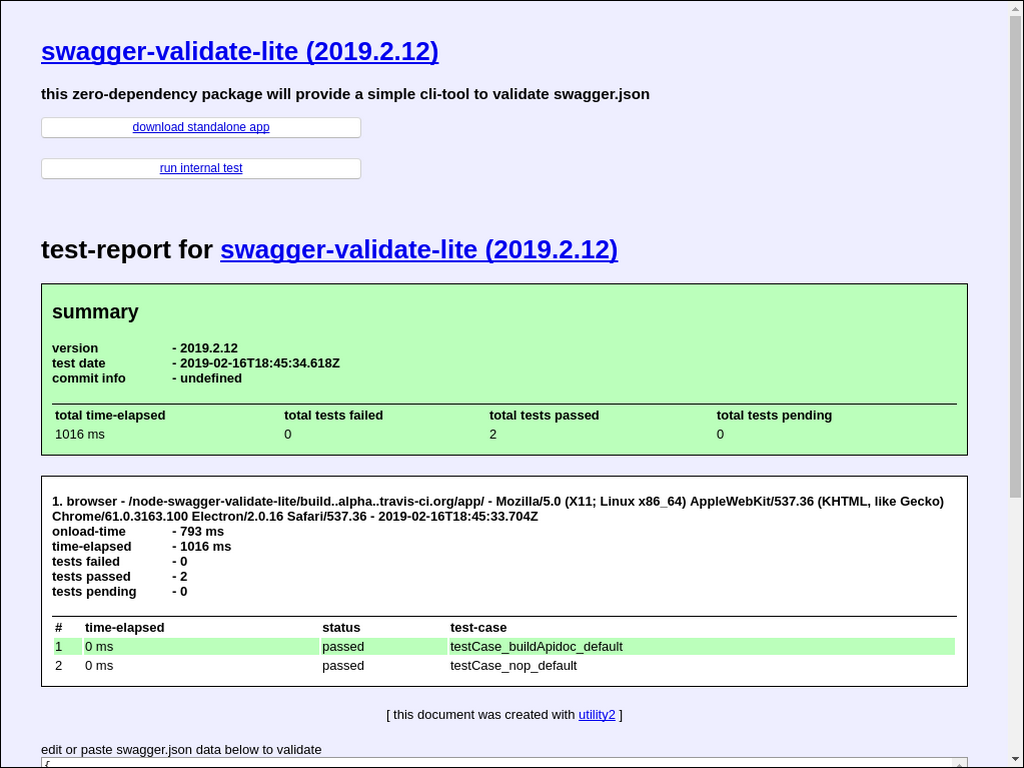 swagger-validate-lite (2019.2.12)
this zero-dependency package will provide a simple cli-tool to validate swagger.json
download standalone app
run internal test
test-report for swagger-validate-lite (2019.2.12)
summary
version - 2019.2.12
test date - 2019-02-16T18:45:34.618Z
commit info - undefined
total time-elapsed total tests failed total tests passed total tests pending
1016 ms 0 2 0
1. browser - /node-swagger-validate-lite/build..alpha..travis-ci.org/app/ - Mozilla/5.0 (X11; Linux x86_64) AppleWebKit/537.36 (KHTML, like Gecko)
Chrome/61.0.3163.100 Electron/2.0.16 Safari/537.36 - 2019-02-16T18:45:33.704Z
onload-time - 793 ms
time-elapsed - 1016 ms
tests failed - 0
tests passed - 2
tests pending - 0
# time-elapsed status test-case
1 0 ms passed testCase_buildApidoc_default
2 0 ms passed testCase_nop_default
[ this document was created with utility2 ]
edit or paste swagger.json data below to validate
{